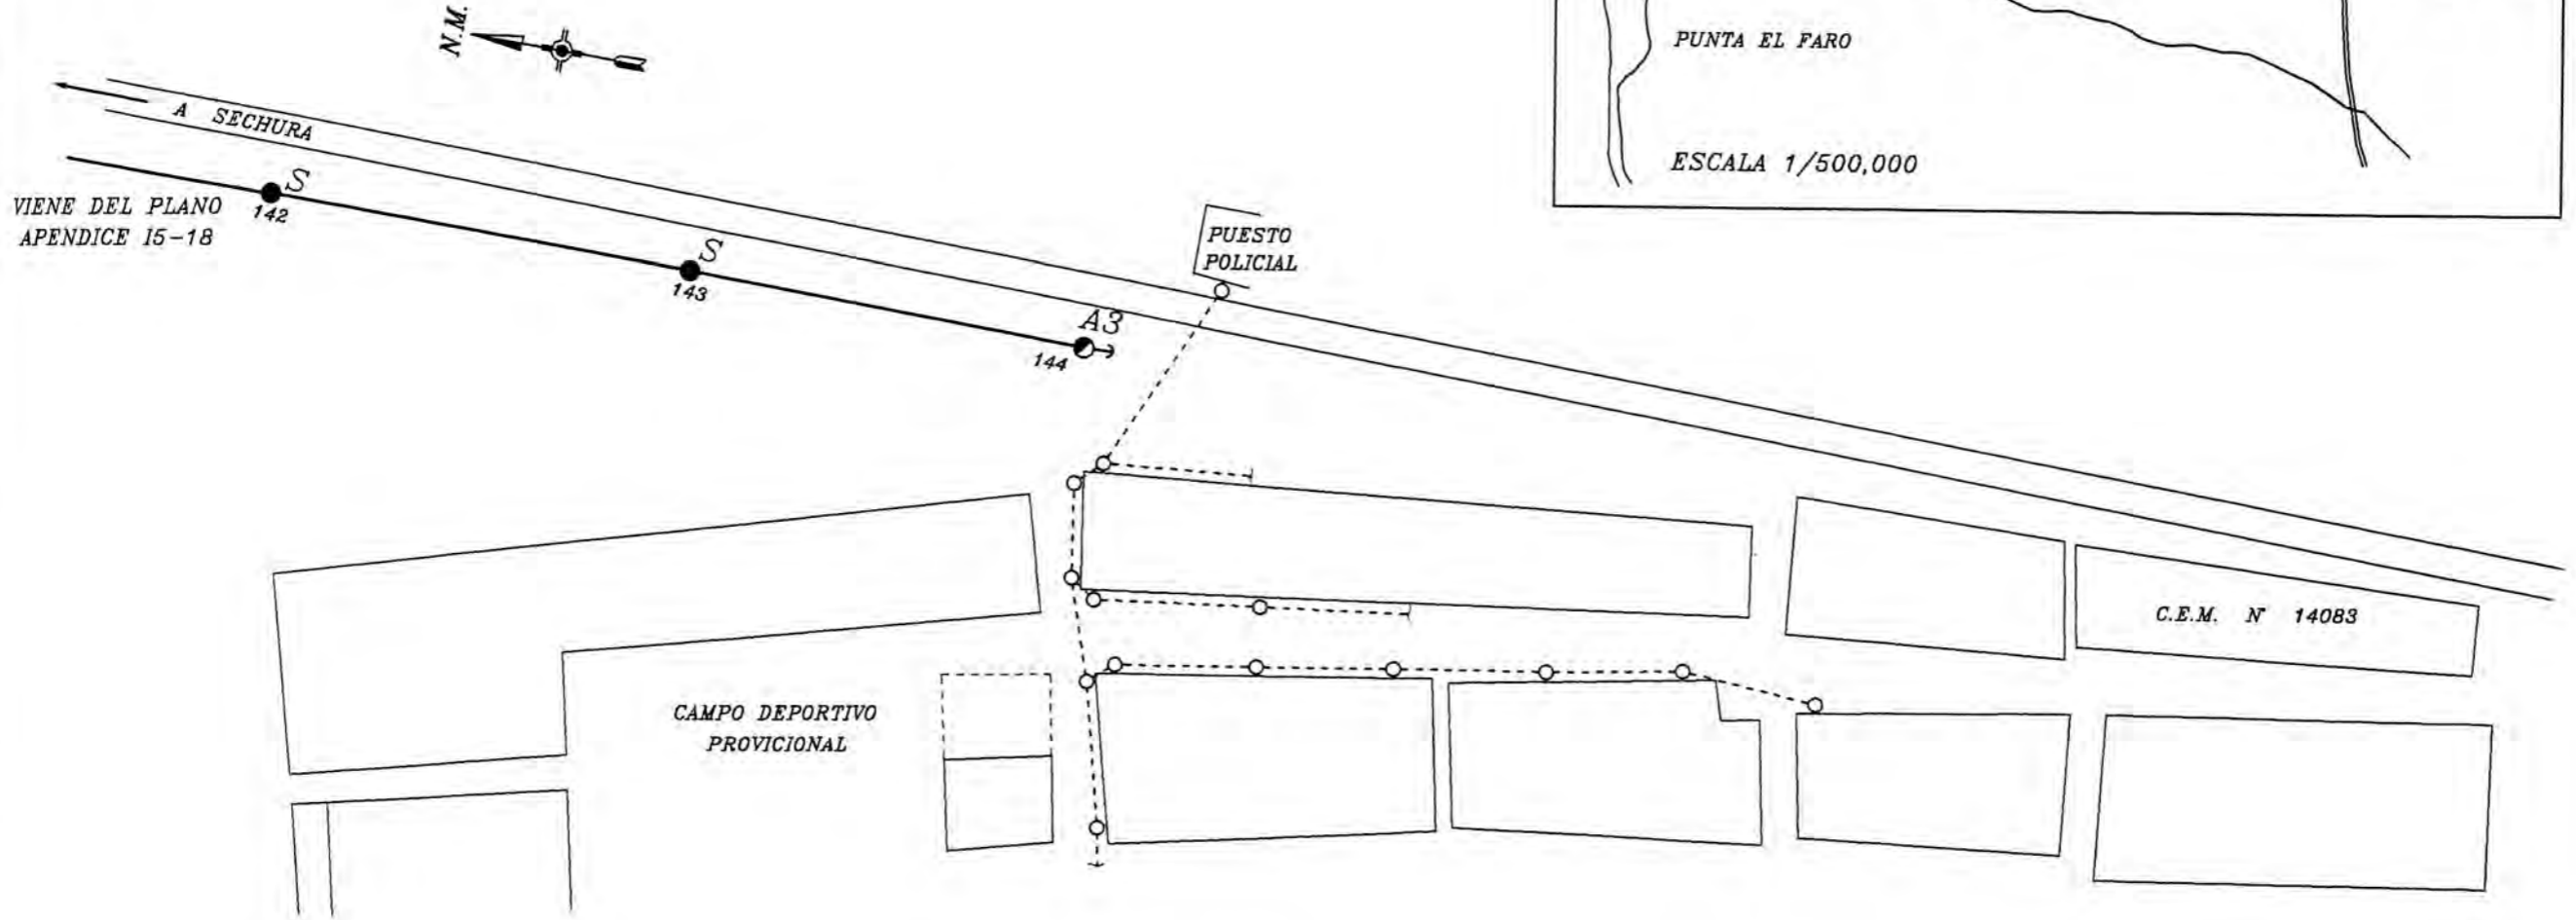 N.M.
PUNTA EL FARO
ESCALA 1/500,000
A SECHURA
VIENE DEL PLANO
APENDICE 15-18
S
142
S
143
A3
144
PUESTO
POLICIAL
C.E.M. N° 14083
CAMPO DEPORTIVO
PROVICIONAL